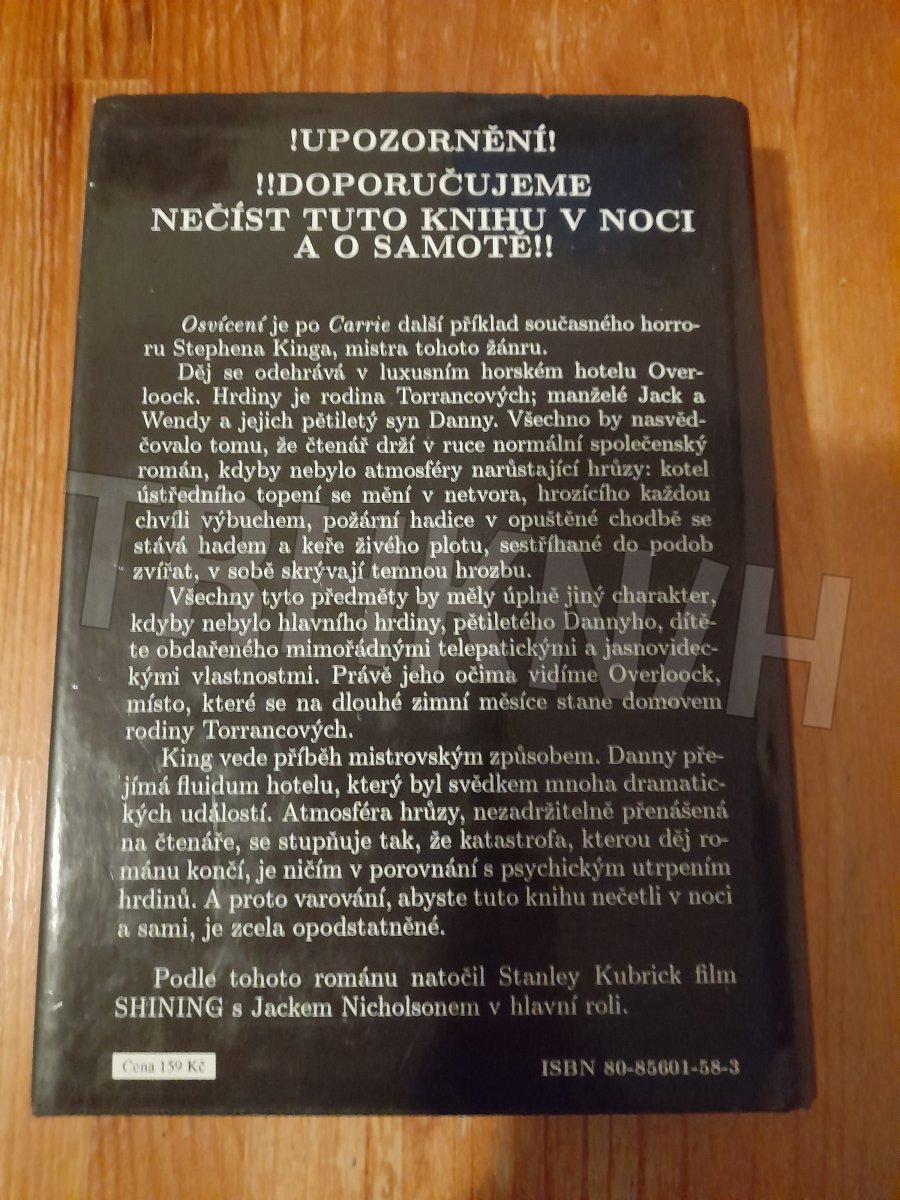 !UPOZORNĚNÍ!
!!DOPORUČUJEME
NEČÍST TUTO KNIHU V NOCI
A O SAMOTĚ!!
Osvícení je po Carrie další příklad současného horro-
ru Stephena Kinga, mistra tohoto žánru.
Děj se odehrává v luxusním horském hotelu Over-
loock. Hrdiny je rodina Torrancových; manželé Jack a
Wendy a jejich pětiletý syn Danny. Všechno by nasvěd-
čovalo tomu, že čtenář drží v ruce normální společenský
román, kdyby nebylo atmosféry narůstající hrůzy: kotel
ústředního topení se mění v netvora, hrozícího každou
chvíli výbuchem, požární hadice v opuštěné chodbě se
stává hadem a keře živého plotu, sestříhané do podob
zvířat, v sobě skrývají temnou hrozbu.
Všechny tyto předměty by měly úplně jiný charakter,
kdyby nebylo hlavního hrdiny, pětiletého Dannyho, dítě-
te obdařeného mimořádnými telepatickými a jasnovidec-
kými vlastnostmi. Právě jeho očima vidíme Overloock,
místo, které se na dlouhé zimní měsíce stane domovem
rodiny Torrancových.
King vede příběh mistrovským způsobem. Danny pře-
jímá fluidum hotelu, který byl svědkem mnoha dramatic-
kých událostí. Atmosféra hrůzy, nezadržitelně přenášená
na čtenáře, se stupňuje tak, že katastrofa, kterou děj ro-
mánu končí, je ničím v porovnání s psychickým utrpením
hrdinů. A proto varování, abyste tuto knihu nečetli v noci
a sami, je zcela opodstatněné.
Podle tohoto románu natočil Stanley Kubrick film
SHINING s Jackem Nicholsonem v hlavní roli.
Cena 159 Kč
ISBN 80-85601-58-3